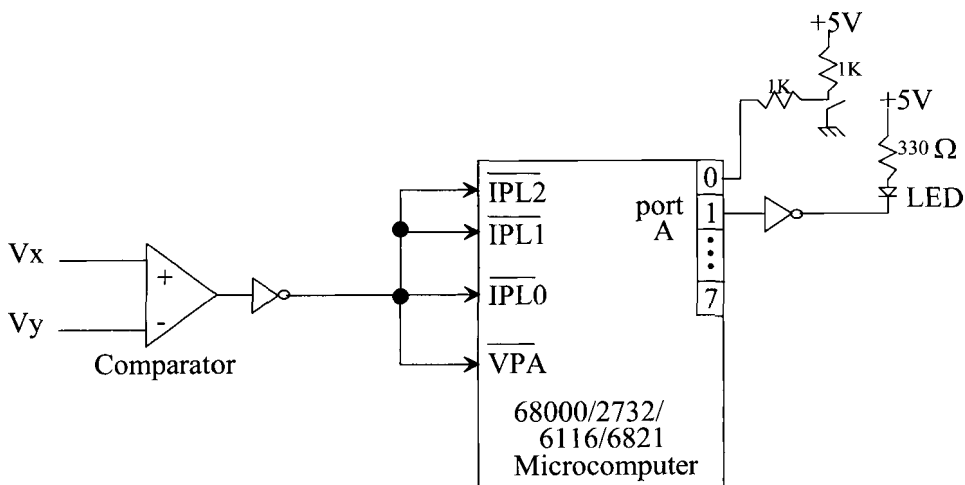 +5V
1K
1K
+5V
330 Ω
LED
IPL2
IPL1
IPL0
VPA
port
A
0
1
7
Vx
Vy
+
-
Comparator
68000/2732/
6116/6821
Microcomputer